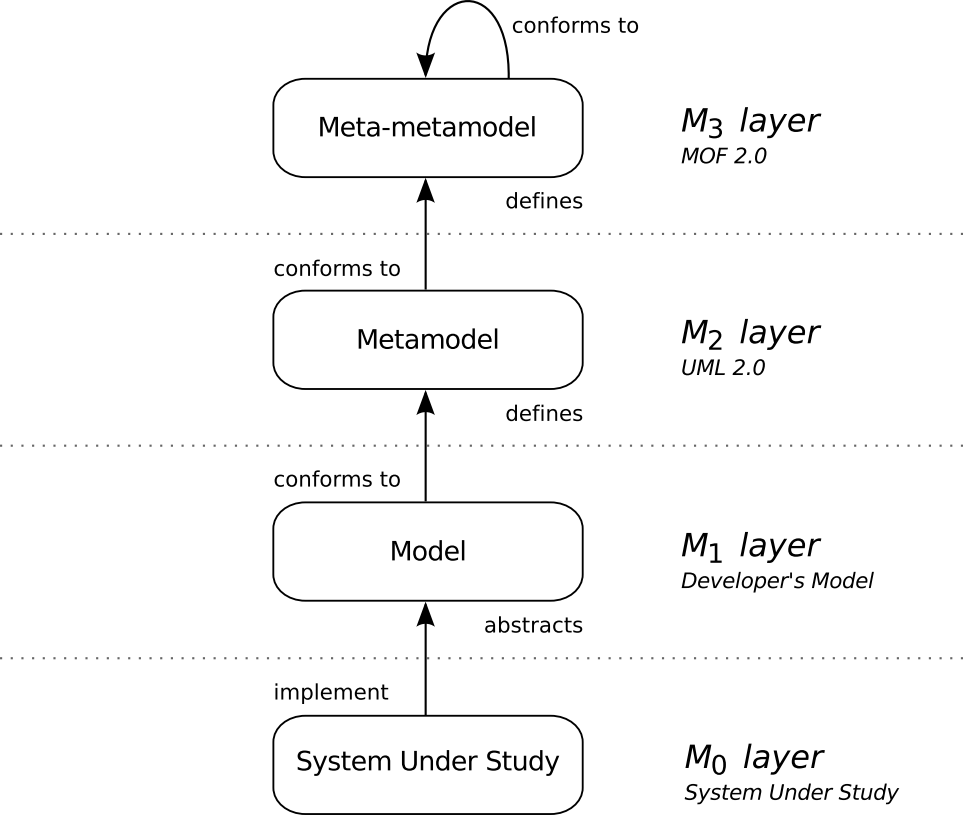 conforms to
Meta-metamodel
M3 layer
MOF 2.0
defines
conforms to
Metamodel
M2 layer
UML 2.0
defines
conforms to
Model
M1 layer
Developer's Model
abstracts
implement
System Under Study
M0 layer
System Under Study